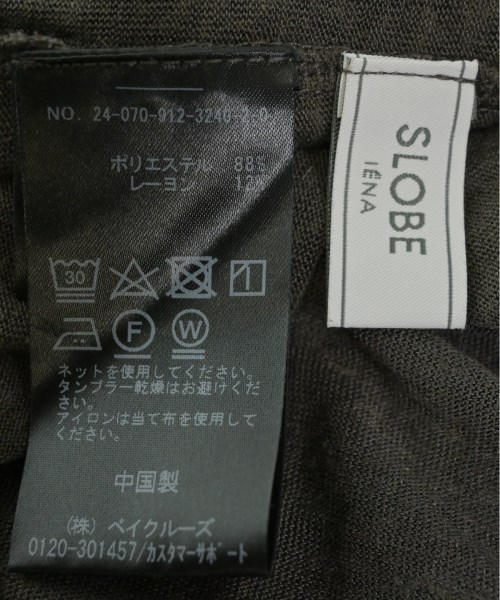 NO. 24-070-912-3240-2-0
ポリエステル 88%
レーヨン 12%
30
F W
ネットを使用してください。
タンブラー乾燥はお避けください。
アイロンは当て布を使用してください。
中国製
(株) ベイクルーズ
0120-301457/カスタマーサポート
SLOBE
IÉNA